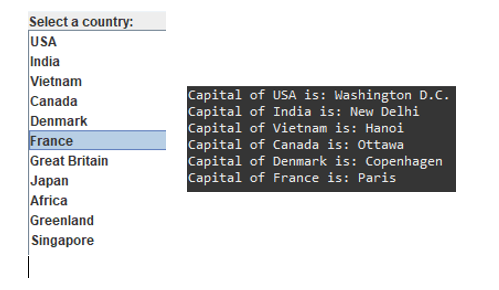 Select a country:
USA
India
Vietnam
Canada
Denmark
France
Great Britain
Japan
Africa
Greenland
Singapore
Capital of USA is: Washington D.C.
Capital of India is: New Delhi
Capital of Vietnam is: Hanoi
Capital of Canada is: Ottawa
Capital of Denmark is: Copenhagen
Capital of France is: Paris